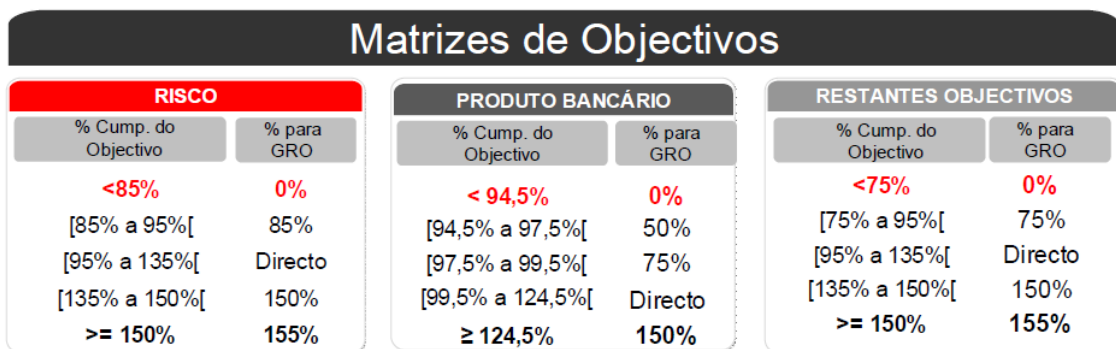 Matrizes de Objectivos
RISCO
% Cump. do Objectivo % para GRO
<85% 0%
[85% a 95%[ 85%
[95% a 135%[ Directo
[135% a 150%[ 150%
>= 150% 155%
PRODUTO BANCÁRIO
% Cump. do Objectivo % para GRO
< 94,5% 0%
[94,5% a 97,5%[ 50%
[97,5% a 99,5%[ 75%
[99,5% a 124,5%[ Directo
≥ 124,5% 150%
RESTANTES OBJECTIVOS
% Cump. do Objectivo % para GRO
<75% 0%
[75% a 95%[ 75%
[95% a 135%[ Directo
[135% a 150%[ 150%
>= 150% 155%